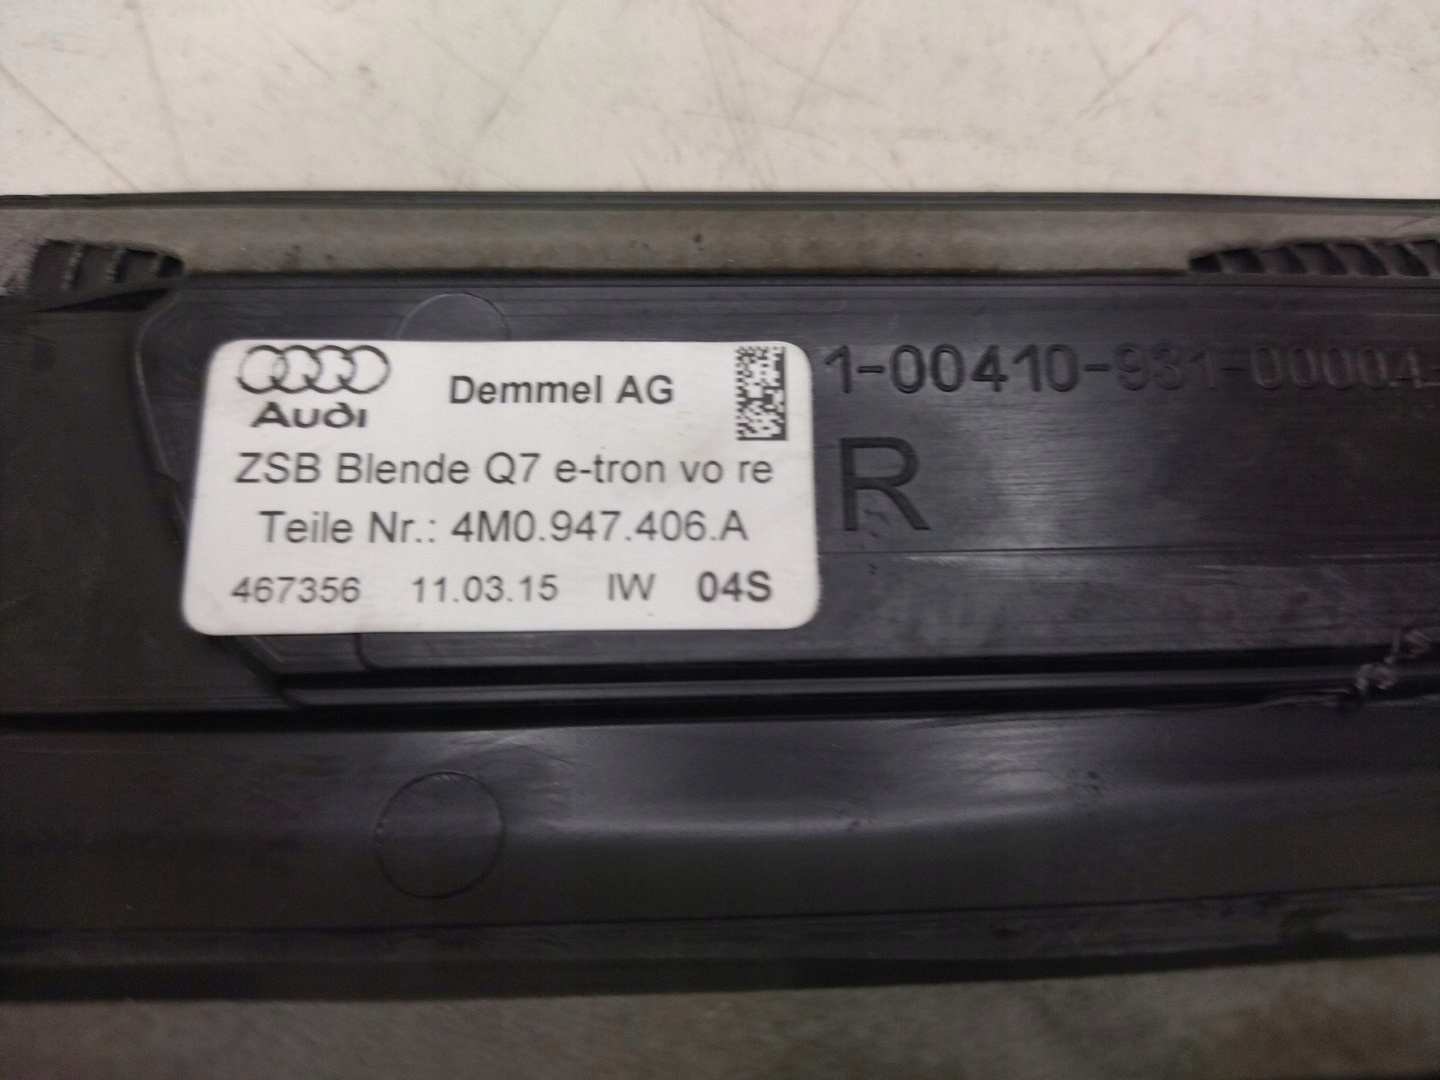 Audi
Demmel AG
ZSB Blende Q7 e-tron vo re
Teile Nr.: 4M0.947.406.A
467356 11.03.15 IW 04S
1-00410-931-00004-
R